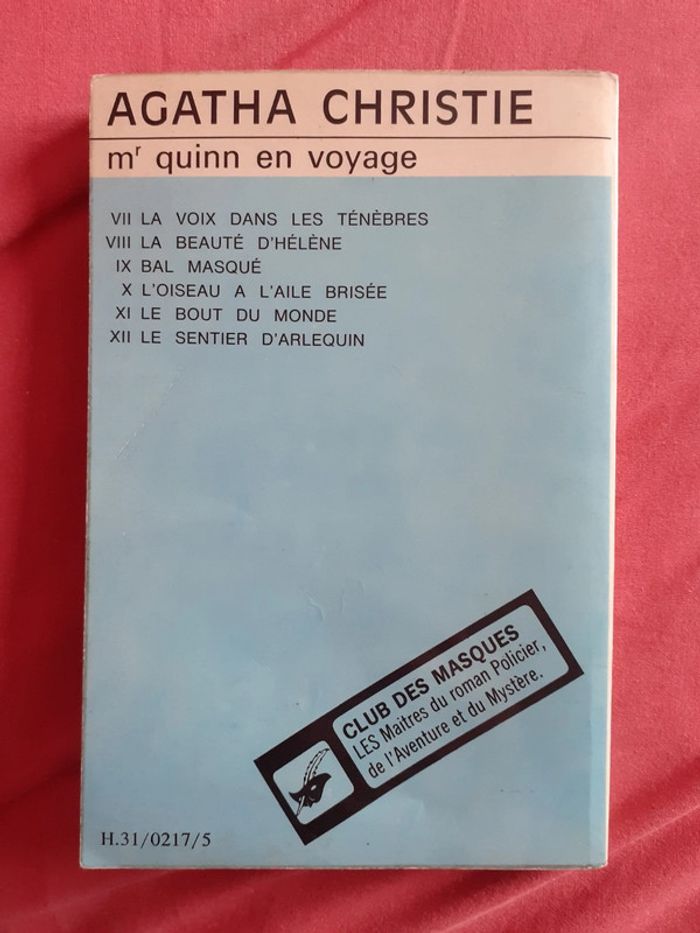 AGATHA CHRISTIE
mʳ quinn en voyage
VII LA VOIX DANS LES TÉNÈBRES
VIII LA BEAUTÉ D'HÉLÈNE
IX BAL MASQUÉ
X L'OISEAU A L'AILE BRISÉE
XI LE BOUT DU MONDE
XII LE SENTIER D'ARLEQUIN
CLUB DES MASQUES
LES Maîtres du roman Policier,
de l'Aventure et du Mystère.
H.31/0217/5